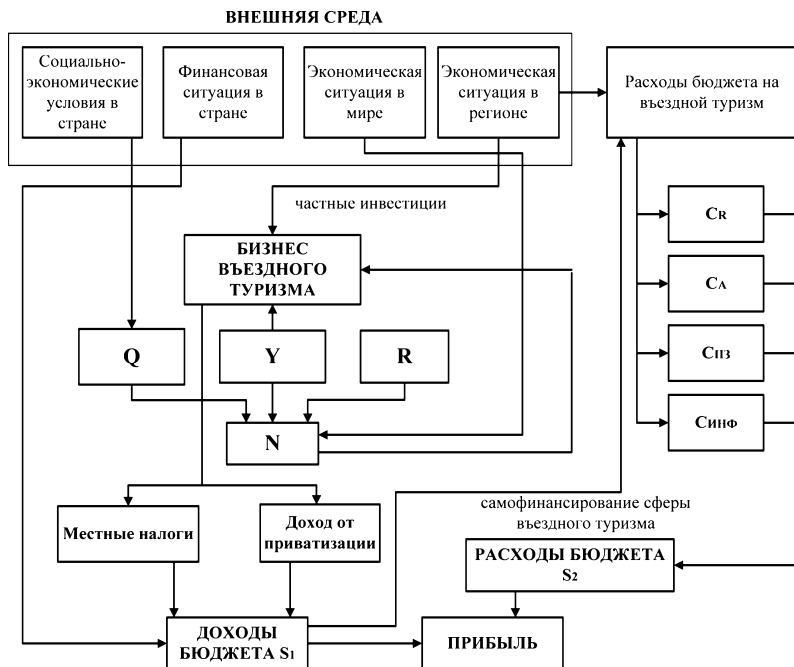 ВНЕШНЯЯ СРЕДА
Социально-
экономические
условия в
стране
Финансовая
ситуация в
стране
Экономическая
ситуация в
мире
Экономическая
ситуация в
регионе
Расходы бюджета на
въездной туризм
частные инвестиции
БИЗНЕС
ВЪЕЗДНОГО
ТУРИЗМА
CR
CA
CПЗ
CИНФ
Q
Y
R
N
Местные налоги
Доход от
приватизации
самофинансирование сферы
въездного туризма
РАСХОДЫ БЮДЖЕТА
S2
ДОХОДЫ
БЮДЖЕТА S1
ПРИБЫЛЬ